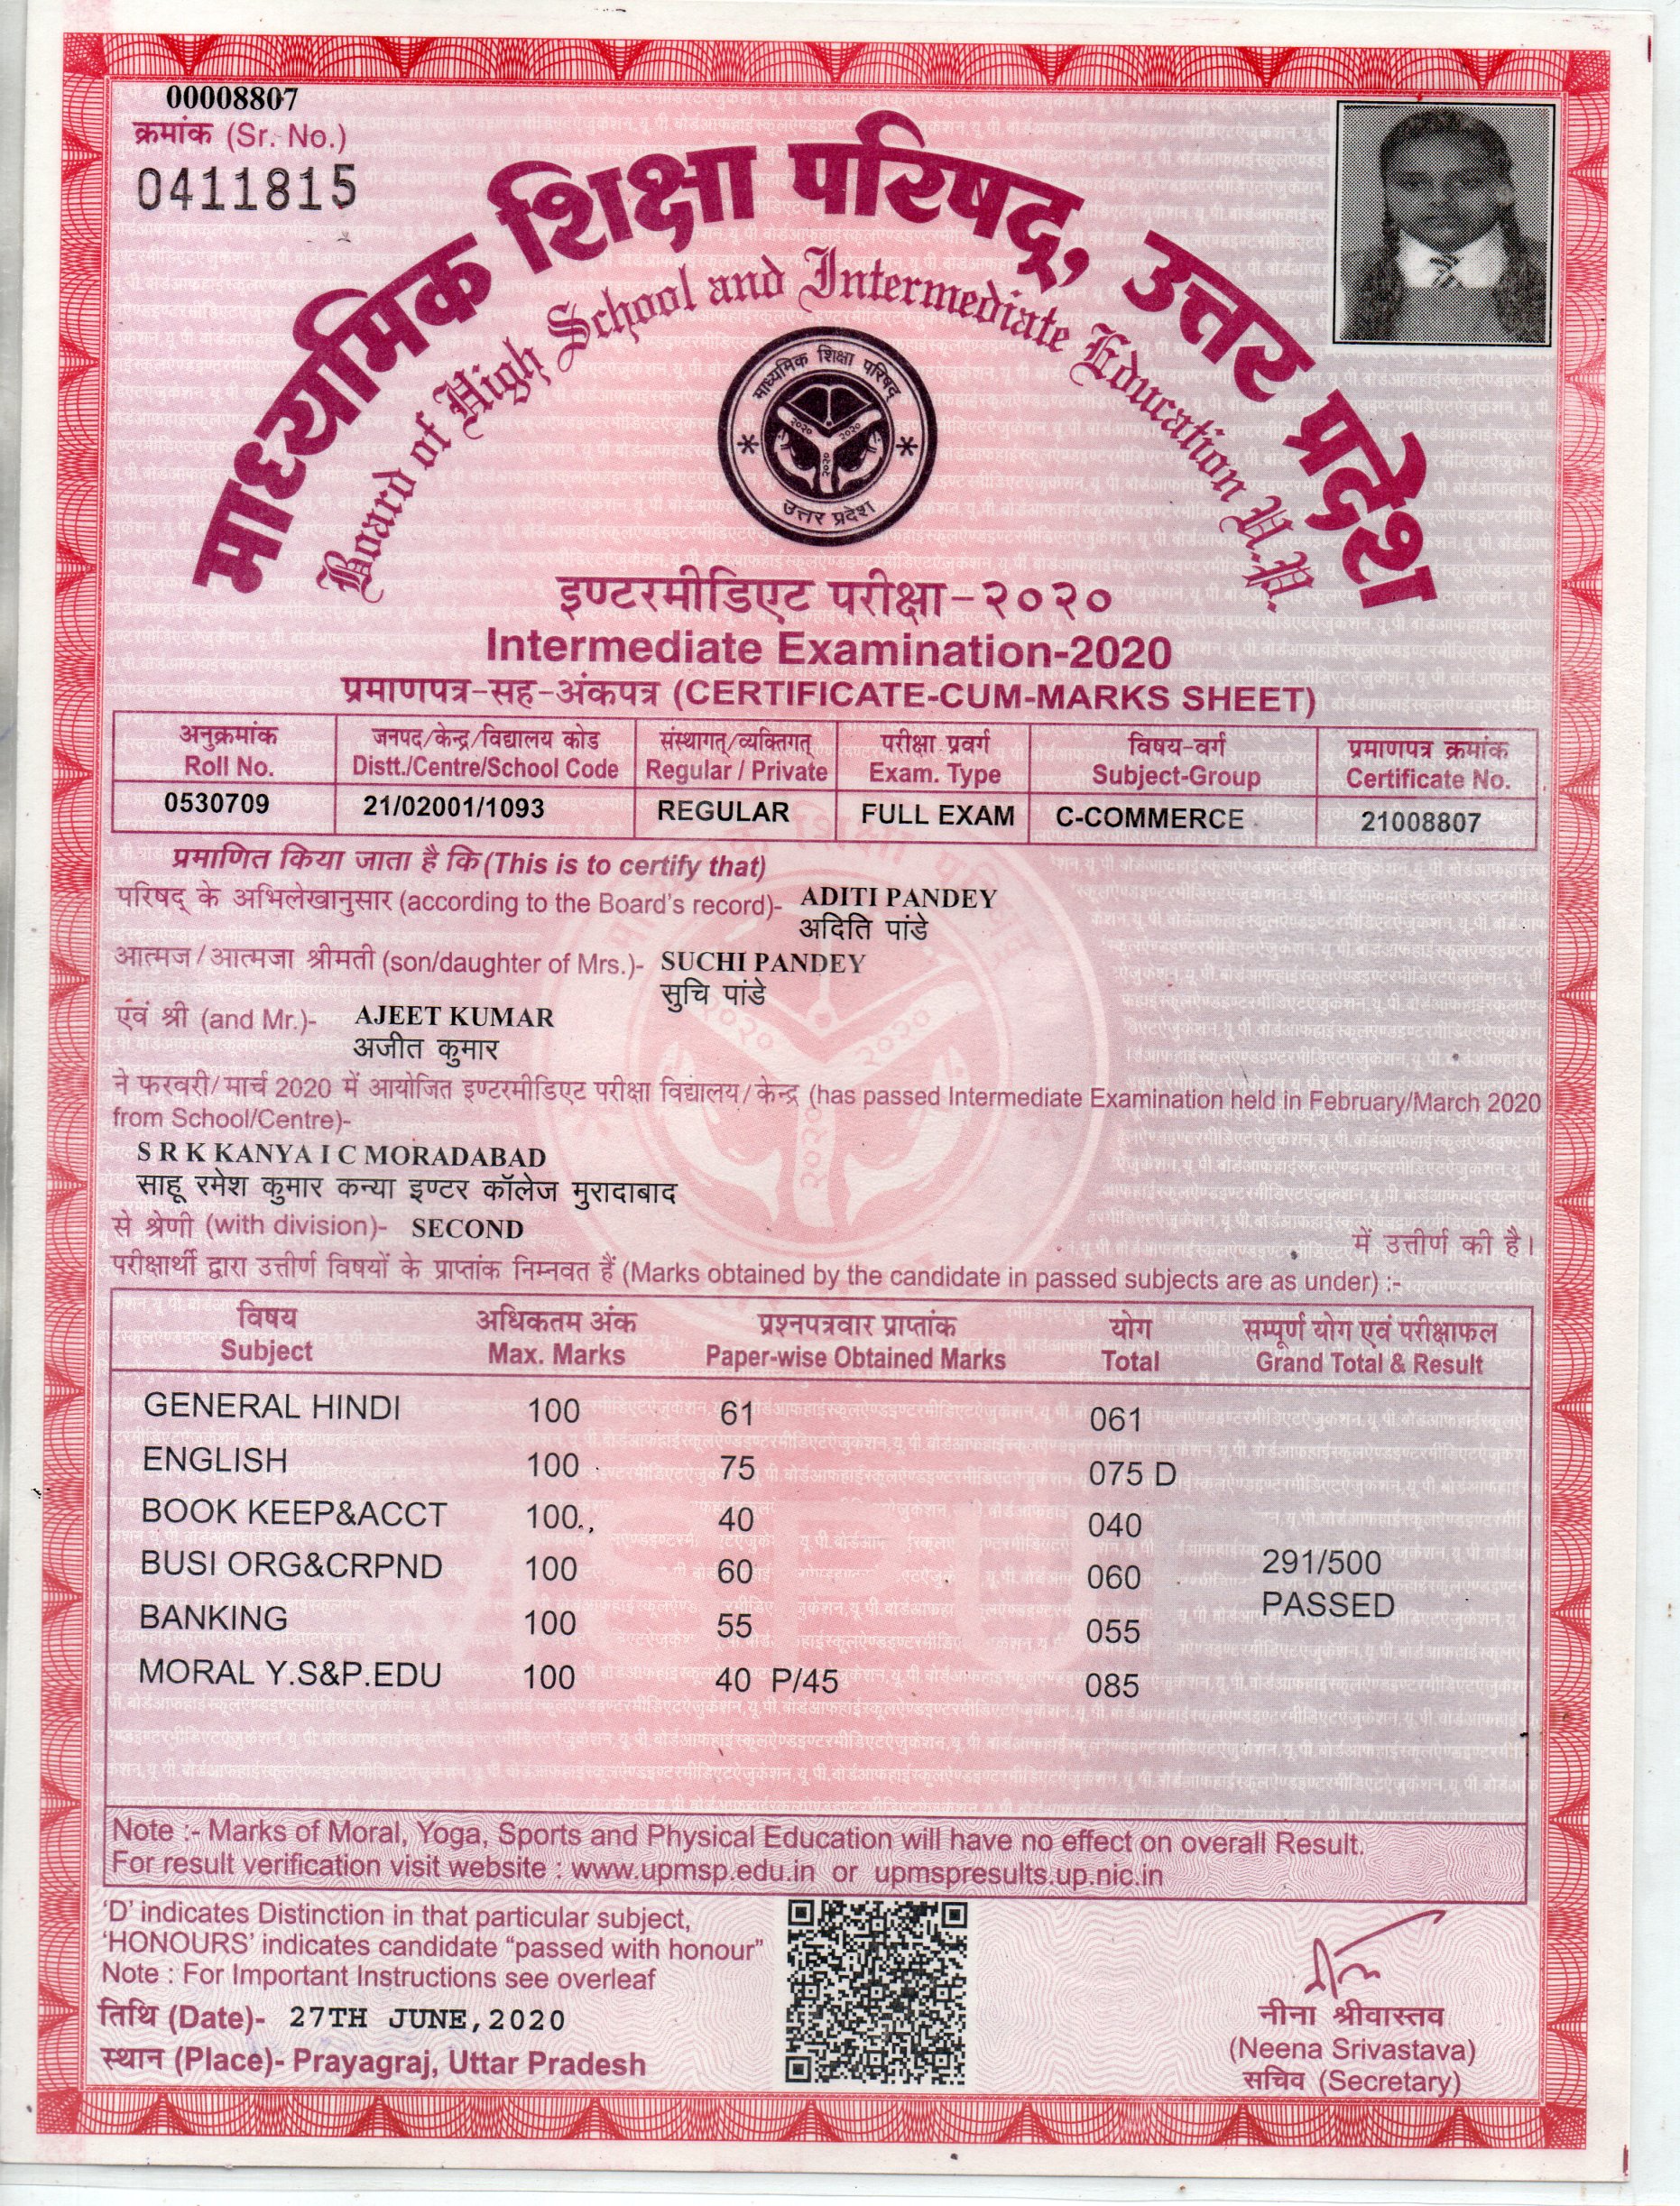 00008807
क्रमांक (Sr. No.)
0411815
माध्यमिक शिक्षा परिषद्, उत्तर प्रदेश
Board of High School and Intermediate Education U.P.
माध्यमिक शिक्षा परिषद
२०२० २०२०
२०२०
उत्तर प्रदेश
इण्टरमीडिएट परीक्षा-२०२०
Intermediate Examination-2020
प्रमाणपत्र-सह-अंकपत्र (CERTIFICATE-CUM-MARKS SHEET)
अनुक्रमांक जनपद/केन्द्र/विद्यालय कोड संस्थागत्/व्यक्तिगत् परीक्षा प्रवर्ग विषय-वर्ग प्रमाणपत्र क्रमांक
Roll No. Distt./Centre/School Code Regular / Private Exam. Type Subject-Group Certificate No.
0530709 21/02001/1093 REGULAR FULL EXAM C-COMMERCE 21008807
प्रमाणित किया जाता है कि (This is to certify that)
परिषद् के अभिलेखानुसार (according to the Board's record)- ADITI PANDEY
अदिति पांडे
आत्मज/आत्मजा श्रीमती (son/daughter of Mrs.)- SUCHI PANDEY
सुचि पांडे
एवं श्री (and Mr.)- AJEET KUMAR
अजीत कुमार
ने फरवरी/मार्च 2020 में आयोजित इण्टरमीडिएट परीक्षा विद्यालय/केन्द्र (has passed Intermediate Examination held in February/March 2020
from School/Centre)-
S R K KANYA I C MORADABAD
साहू रमेश कुमार कन्या इण्टर कॉलेज मुरादाबाद
से श्रेणी (with division)- SECOND में उत्तीर्ण की है।
परीक्षार्थी द्वारा उत्तीर्ण विषयों के प्राप्तांक निम्नवत हैं (Marks obtained by the candidate in passed subjects are as under) :-
विषय अधिकतम अंक प्रश्नपत्रवार प्राप्तांक योग सम्पूर्ण योग एवं परीक्षाफल
Subject Max. Marks Paper-wise Obtained Marks Total Grand Total & Result
GENERAL HINDI 100 61 061
ENGLISH 100 75 075 D
BOOK KEEP&ACCT 100 40 040
BUSI ORG&CRPND 100 60 060 291/500
PASSED
BANKING 100 55 055
MORAL Y.S&P.EDU 100 40 P/45 085
Note :- Marks of Moral, Yoga, Sports and Physical Education will have no effect on overall Result.
For result verification visit website : www.upmsp.edu.in or upmspresults.up.nic.in
'D' indicates Distinction in that particular subject,
'HONOURS' indicates candidate "passed with honour"
Note : For Important Instructions see overleaf
तिथि (Date)- 27TH JUNE,2020
स्थान (Place)- Prayagraj, Uttar Pradesh
नीना श्रीवास्तव
(Neena Srivastava)
सचिव (Secretary)